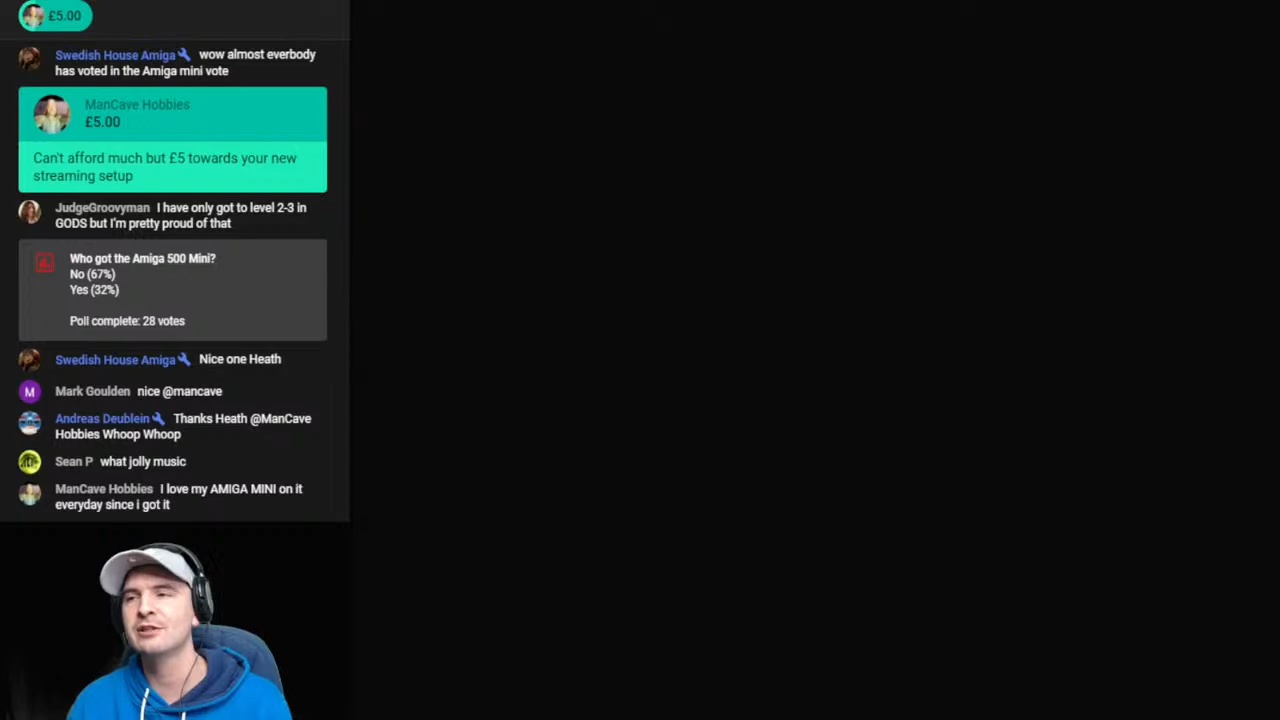 £5.00
Swedish House Amiga wow almost everbody
has voted in the Amiga mini vote
ManCave Hobbies
£5.00
Can't afford much but £5 towards your new
streaming setup
JudgeGroovyman I have only got to level 2-3 in
GODS but I'm pretty proud of that
Who got the Amiga 500 Mini?
No (67%)
Yes (32%)
Poll complete: 28 votes
Swedish House Amiga Nice one Heath
M Mark Goulden nice @mancave
Andreas Deublein Thanks Heath @ManCave
Hobbies Whoop Whoop
Sean P what jolly music
ManCave Hobbies I love my AMIGA MINI on it
everyday since i got it